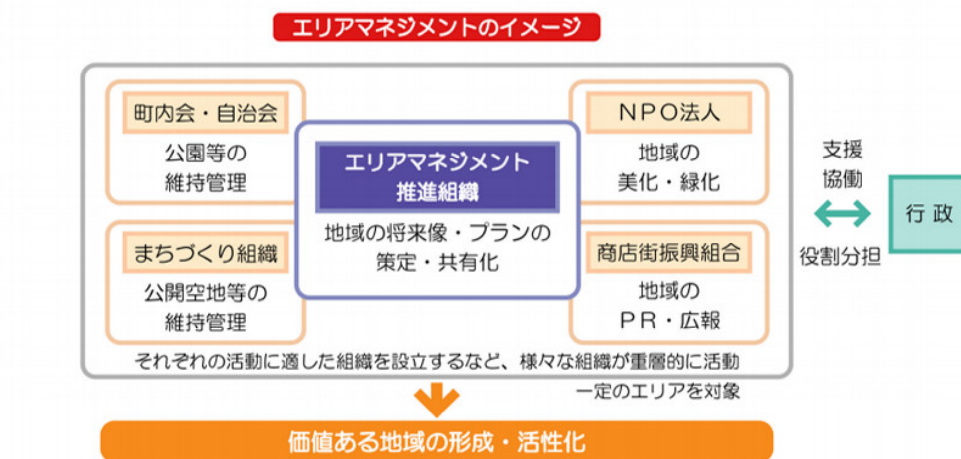 エリアマネジメントのイメージ
町内会・自治会
公園等の
維持管理
まちづくり組織
公開空地等の
維持管理
エリアマネジメント
推進組織
地域の将来像・プランの
策定・共有化
NPO法人
地域の
美化・緑化
商店街振興組合
地域の
PR・広報
それぞれの活動に適した組織を設立するなど、様々な組織が重層的に活動
一定のエリアを対象
支援
協働
役割分担
行政
価値ある地域の形成・活性化